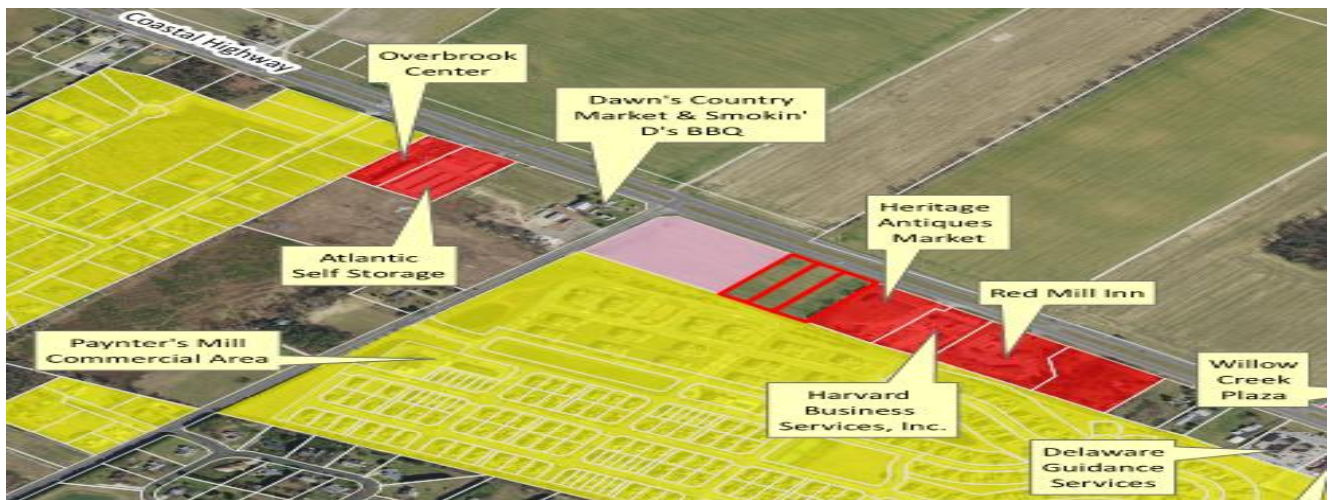 Coastal Highway
Overbrook
Center
Dawn's Country
Market & Smokin'
D's BBQ
Heritage
Antiques
Market
Atlantic
Self Storage
Red Mill Inn
Paynter's Mill
Commercial Area
Willow
Creek
Plaza
Harvard
Business
Services, Inc.
Delaware
Guidance
Services